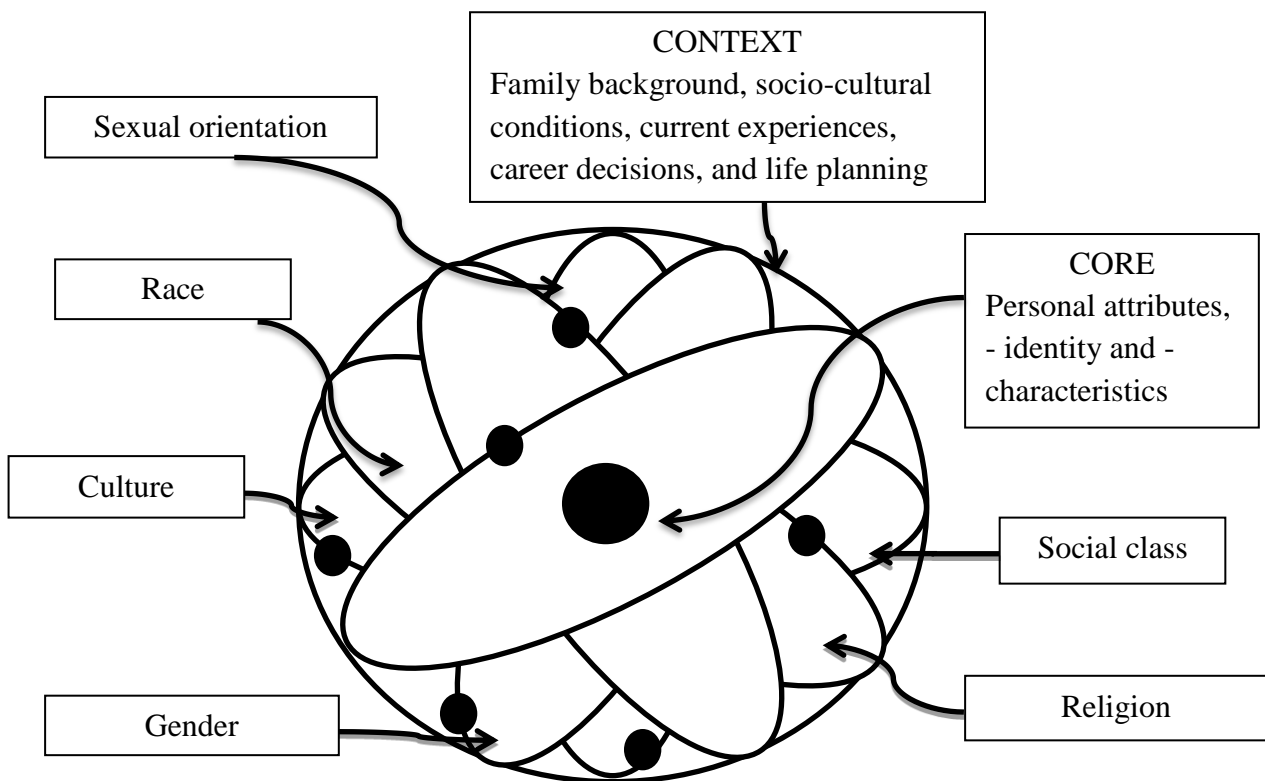 CONTEXT
Family background, socio-cultural
conditions, current experiences,
career decisions, and life planning
Sexual orientation
CORE
Personal attributes,
- identity and -
characteristics
Race
Culture
Social class
Religion
Gender